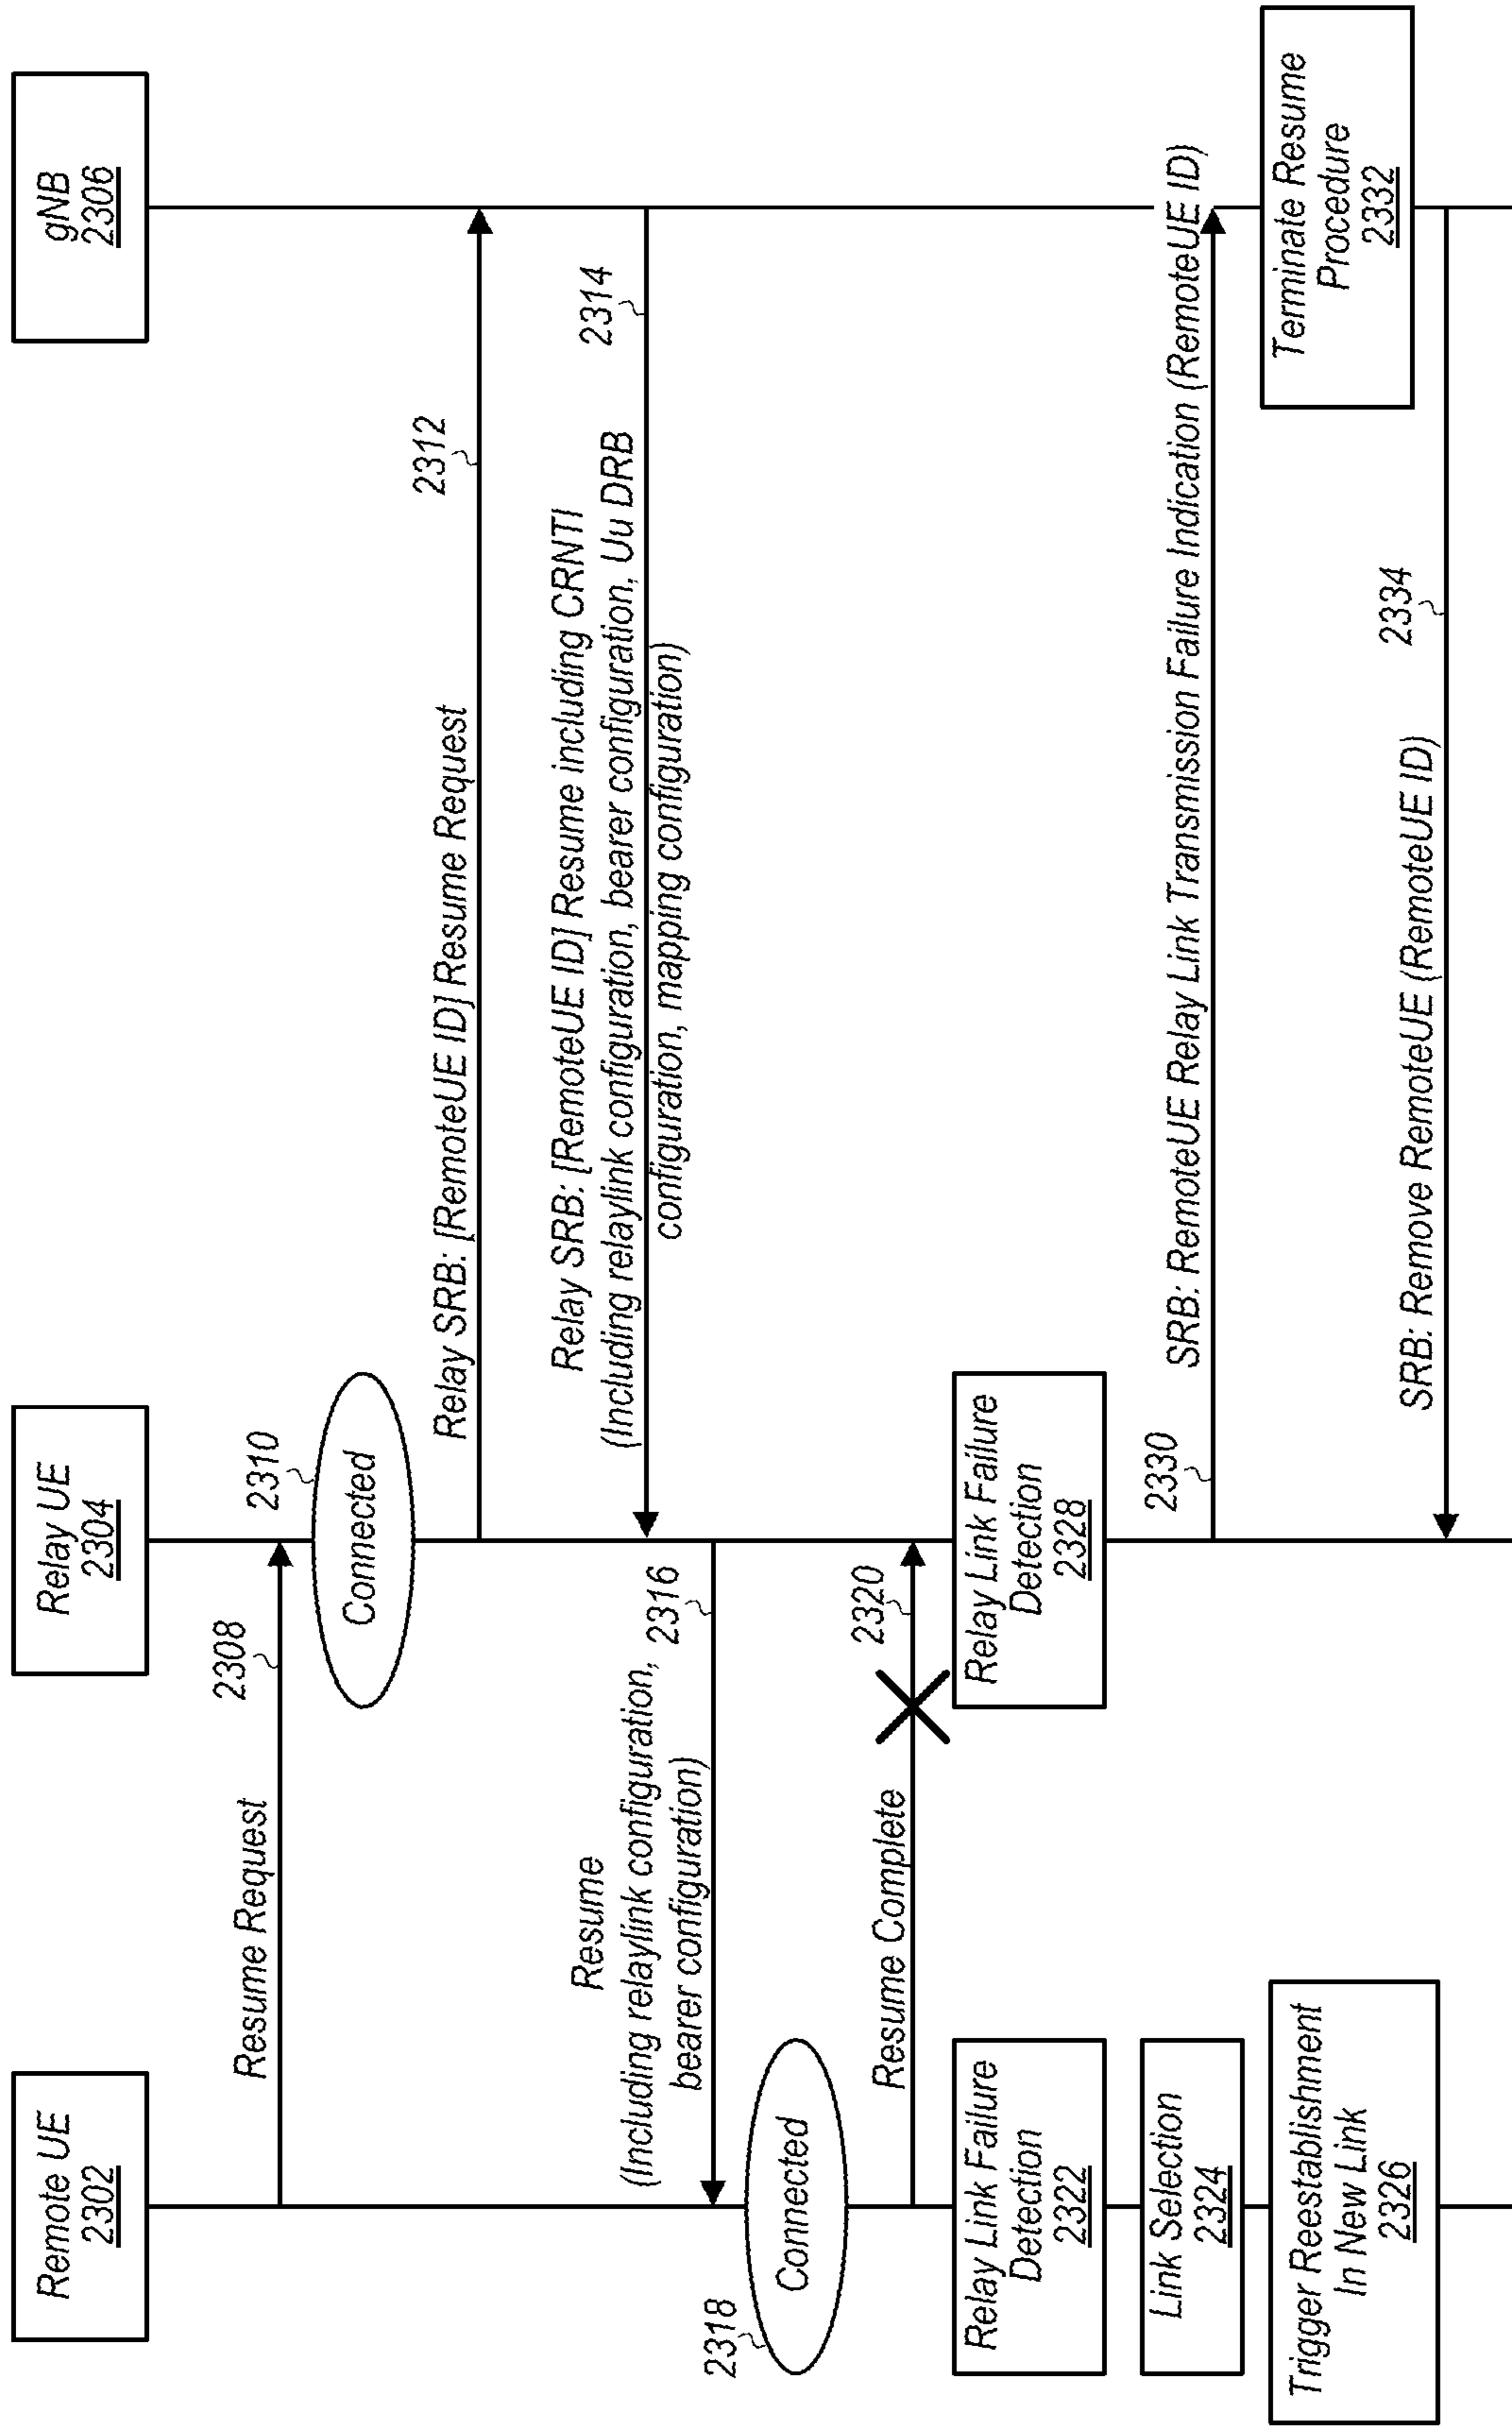 Remote UE
2302
Relay UE
2304
gNB
2306
Resume Request
2308
2310
Connected
2312
Relay SRB: [RemoteUE ID] Resume Request
2314
Relay SRB: [RemoteUE ID] Resume including CRNTI
(Including relaylink configuration, bearer configuration, Uu DRB
configuration, mapping configuration)
Resume
(Including relaylink configuration,
bearer configuration)
2316
2318
Connected
Resume Complete
2320
Relay Link Failure
Detection
2322
Relay Link Failure
Detection
2328
Link Selection
2324
2330
SRB: RemoteUE Relay Link Transmission Failure Indication (RemoteUE ID)
Trigger Reestablishment
In New Link
2326
Terminate Resume
Procedure
2332
2334
SRB: Remove RemoteUE (RemoteUE ID)